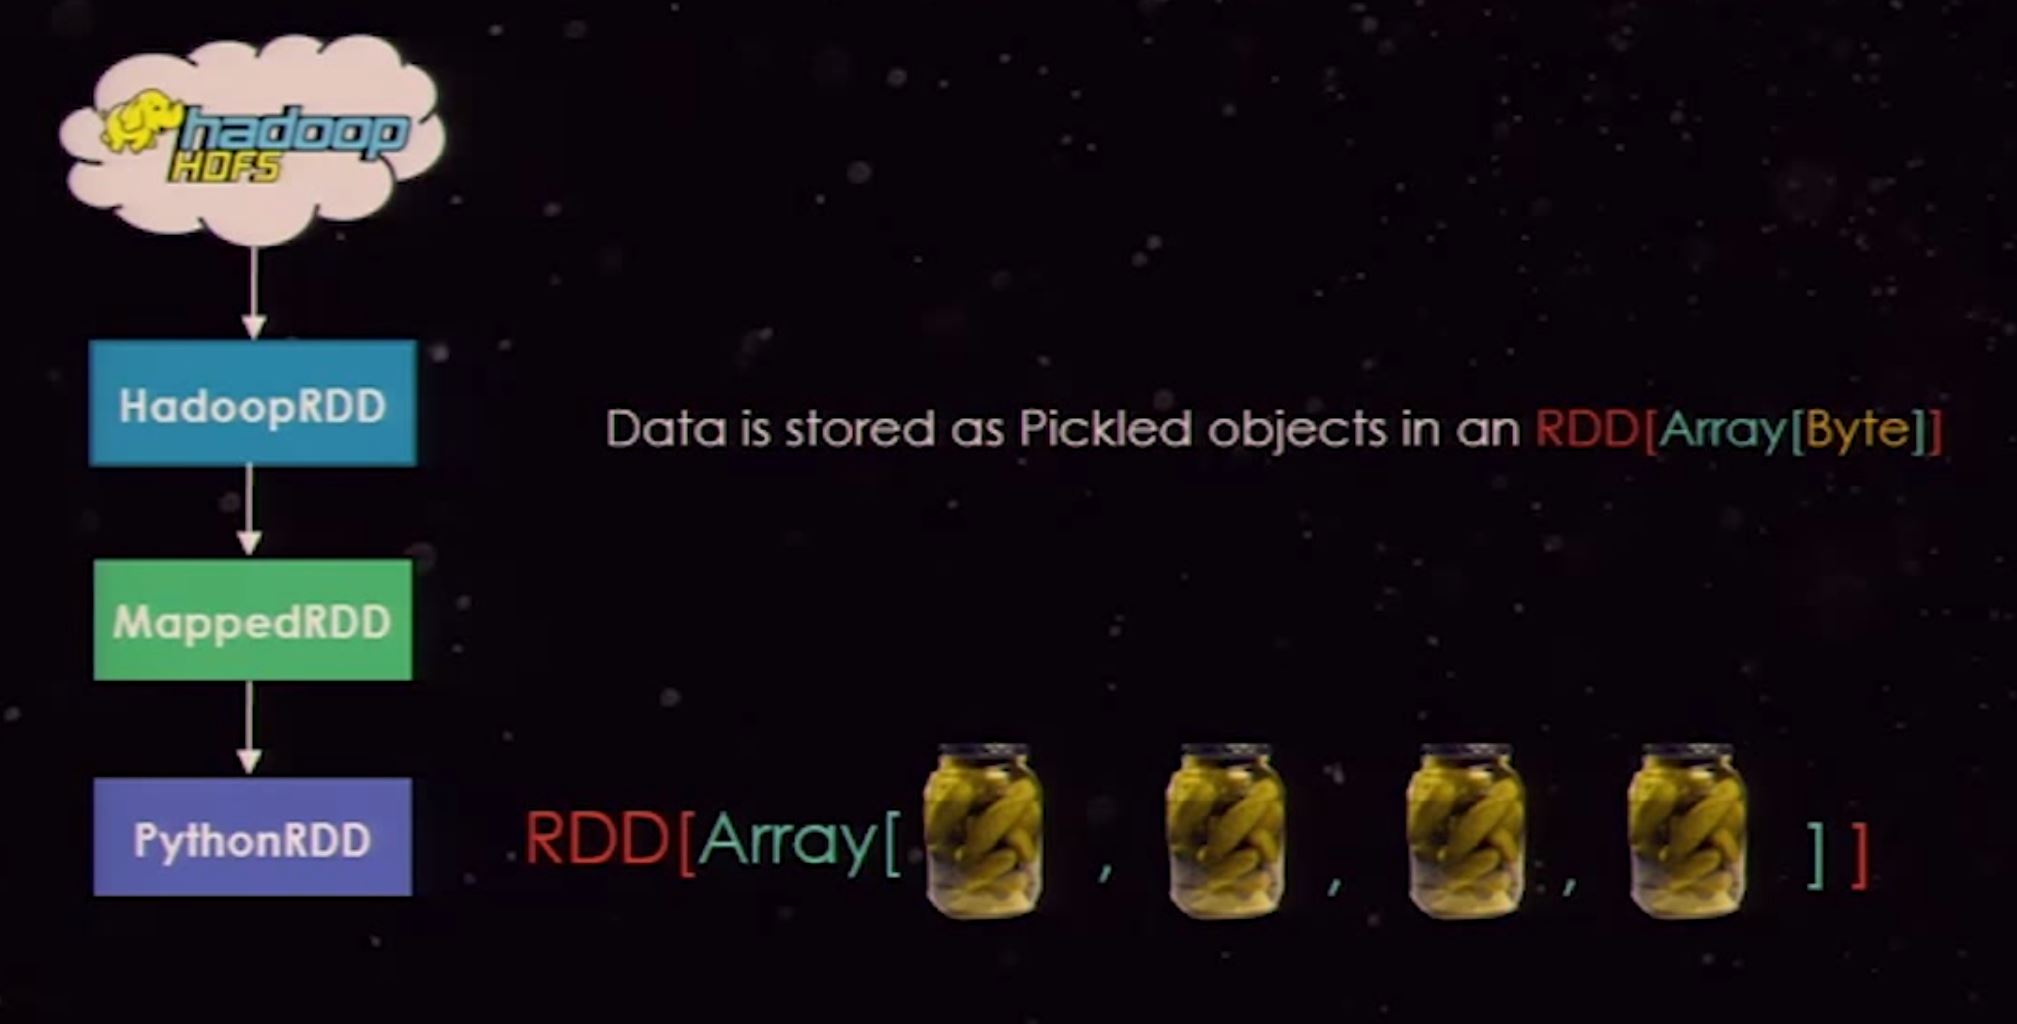 hadoop
HDFS
HadoopRDD
Data is stored as Pickled objects in an RDD[Array[Byte]]
MappedRDD
PythonRDD
RDD[Array[ , , , ] ]